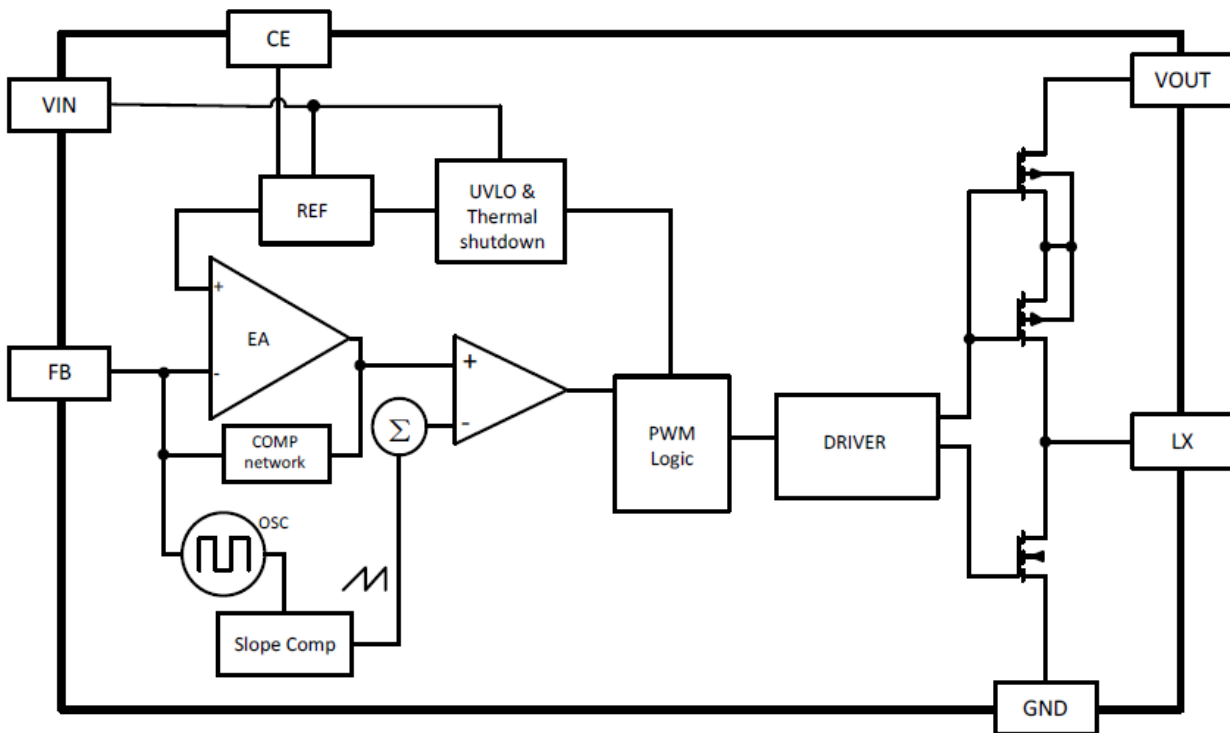 CE
VIN
VOUT
REF
UVLO &
Thermal
shutdown
+
EA
-
FB
+
Σ
-
COMP
network
PWM
Logic
DRIVER
LX
OSC
Slope Comp
GND